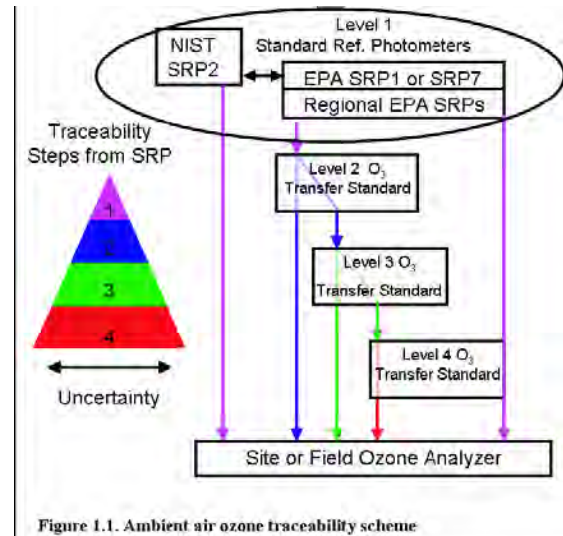 Level 1
Standard Ref. Photometers
NIST
SRP2
EPA SRP1 or SRP7
Regional EPA SRPs
Traceability
Steps from SRP
1
2
3
4
Uncertainty
Level 2 O₃
Transfer Standard
Level 3 O₃
Transfer Standard
Level 4 O₃
Transfer Standard
Site or Field Ozone Analyzer
Figure 1.1. Ambient air ozone traceability scheme